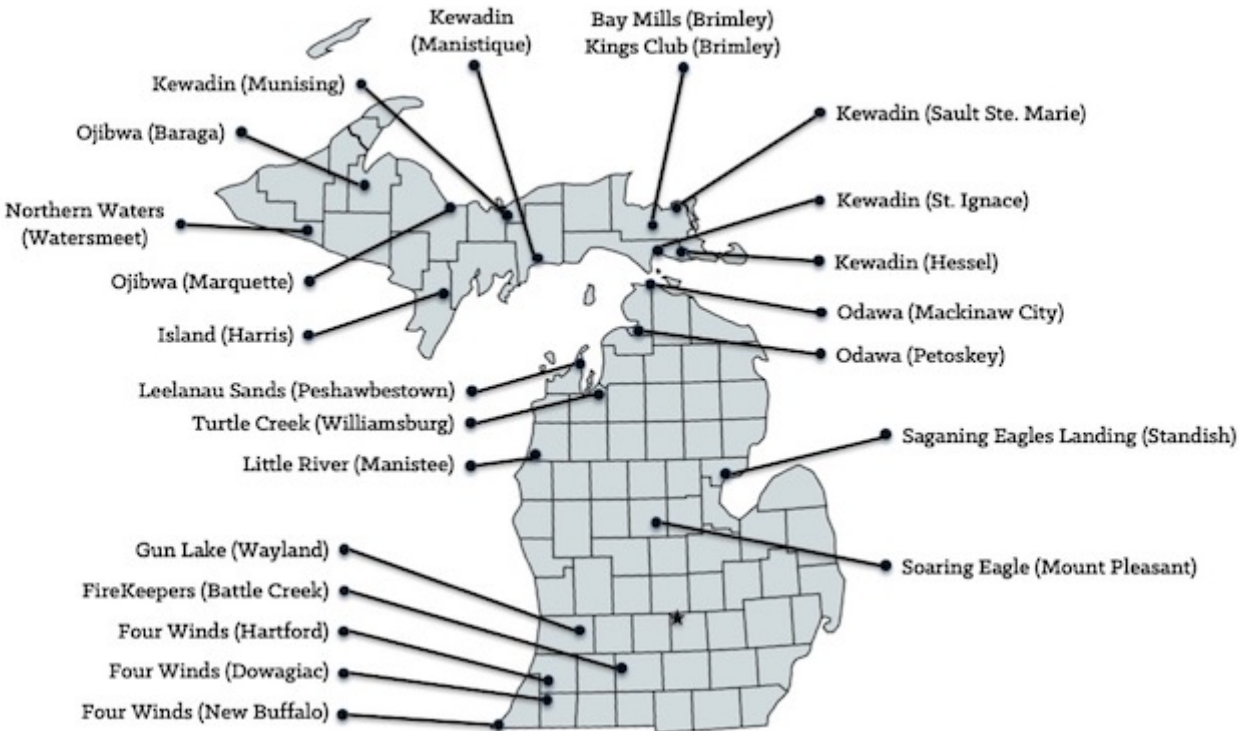 Kewadin
(Manistique)
Bay Mills (Brimley)
Kings Club (Brimley)
Kewadin (Munising)
Kewadin (Sault Ste. Marie)
Ojibwa (Baraga)
Kewadin (St. Ignace)
Northern Waters
(Watersmeet)
Kewadin (Hessel)
Ojibwa (Marquette)
Odawa (Mackinaw City)
Island (Harris)
Odawa (Petoskey)
Leelanau Sands (Peshawbestown)
Turtle Creek (Williamsburg)
Saganing Eagles Landing (Standish)
Little River (Manistee)
Gun Lake (Wayland)
Soaring Eagle (Mount Pleasant)
FireKeepers (Battle Creek)
Four Winds (Hartford)
Four Winds (Dowagiac)
Four Winds (New Buffalo)